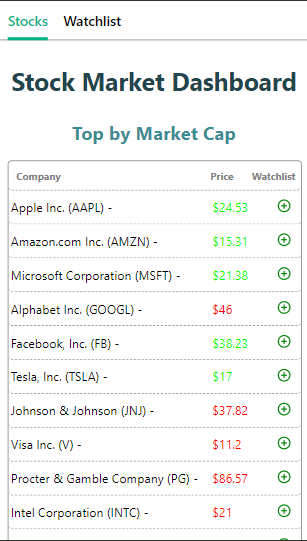 Stocks Watchlist
Stock Market Dashboard
Top by Market Cap
Company Price Watchlist
Apple Inc. (AAPL) - $24.53
Amazon.com Inc. (AMZN) - $15.31
Microsoft Corporation (MSFT) - $21.38
Alphabet Inc. (GOOGL) - $46
Facebook, Inc. (FB) - $38.23
Tesla, Inc. (TSLA) - $17
Johnson & Johnson (JNJ) - $37.82
Visa Inc. (V) - $11.2
Procter & Gamble Company (PG) - $86.57
Intel Corporation (INTC) - $21